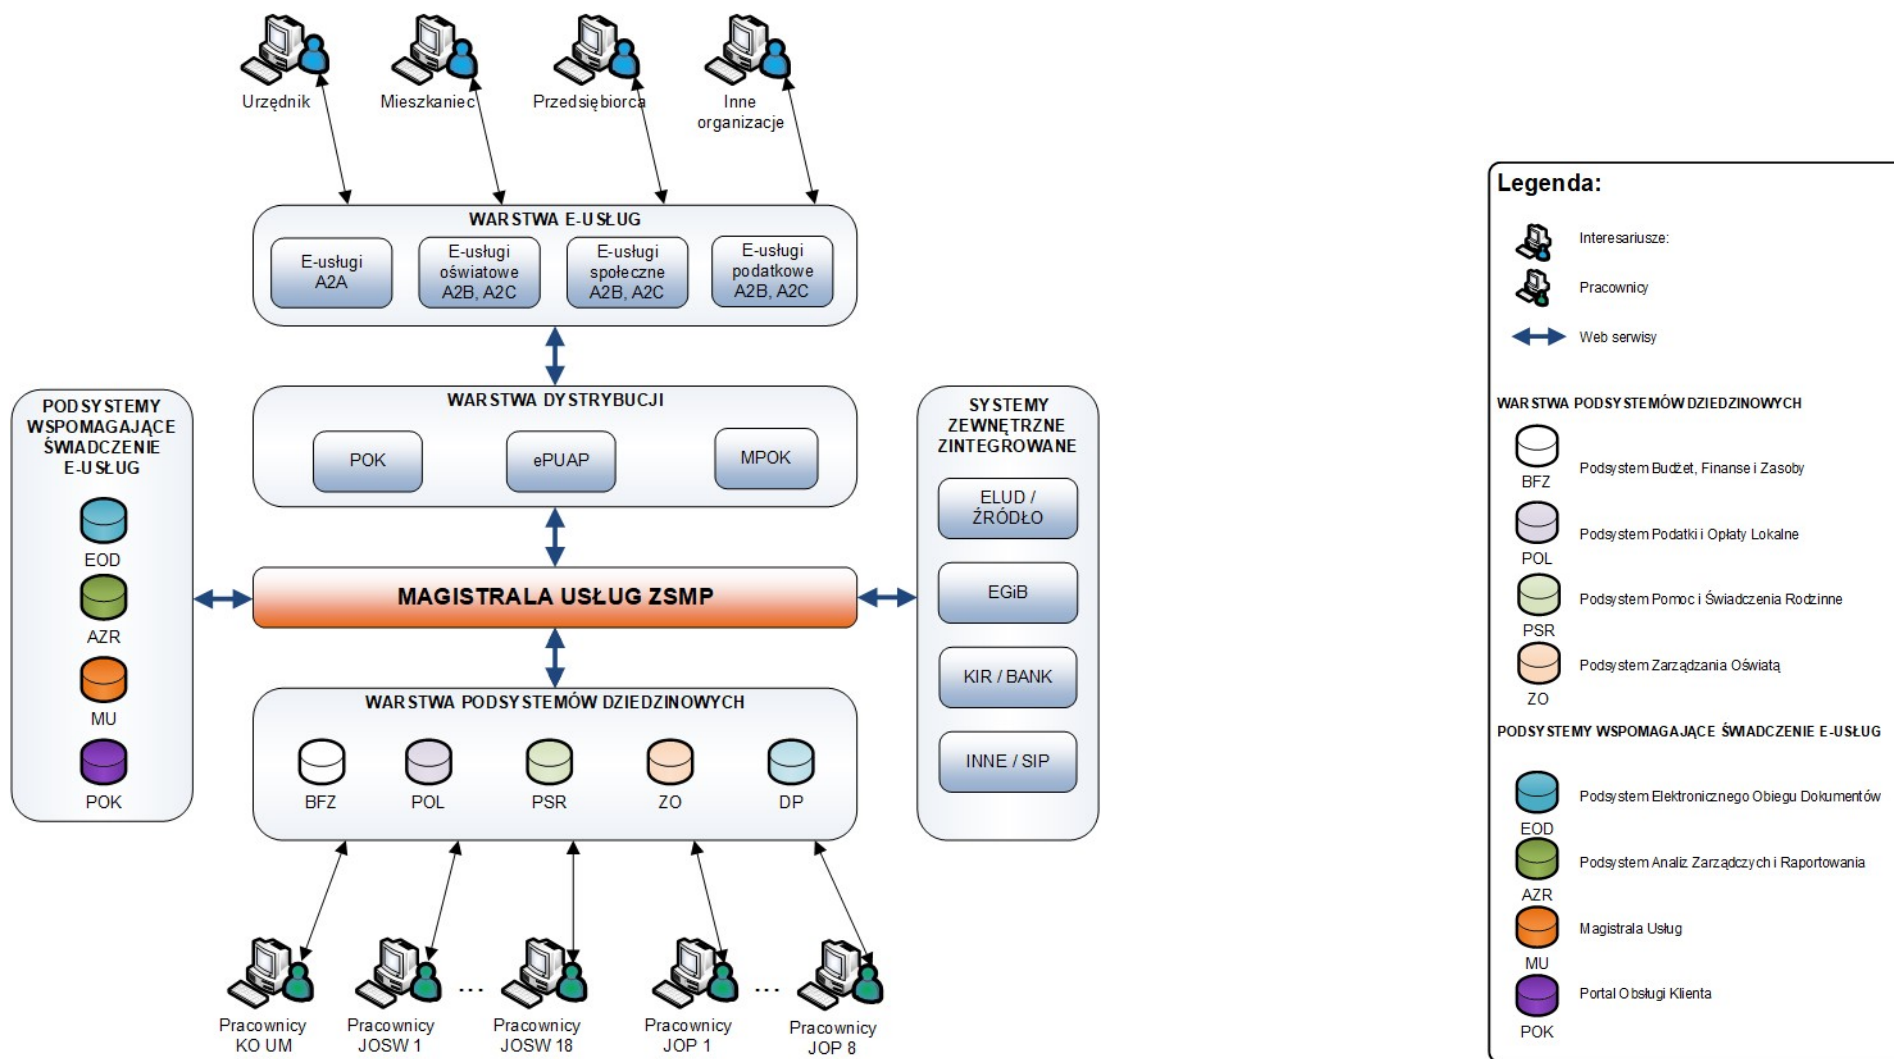 Urzędnik
Mieszkaniec
Przedsiębiorca
Inne
organizacje
WARSTWA E-USŁUG
E-usługi
A2A
E-usługi
oświatowe
A2B, A2C
E-usługi
społeczne
A2B, A2C
E-usługi
podatkowe
A2B, A2C
PODSYSTEMY
WSPOMAGAJĄCE
ŚWIADCZENIE
E-USŁUG
EOD
AZR
MU
POK
WARSTWA DYSTRYBUCJI
POK
ePUAP
MPOK
MAGISTRALA USŁUG ZSMP
SYSTEMY
ZEWNĘTRZNE
ZINTEGROWANE
ELUD /
ŹRÓDŁO
EGiB
KIR / BANK
INNE / SIP
WARSTWA PODSYSTEMÓW DZIEDZINOWYCH
BFZ
POL
PSR
ZO
DP
Pracownicy
KO UM
Pracownicy
JOSW 1
...
Pracownicy
JOSW 18
Pracownicy
JOP 1
...
Pracownicy
JOP 8
Legenda:
Interesariusze:
Pracownicy
Web serwisy
WARSTWA PODSYSTEMÓW DZIEDZINOWYCH
BFZ
Podsystem Budżet, Finanse i Zasoby
POL
Podsystem Podatki i Opłaty Lokalne
PSR
Podsystem Pomoc i Świadczenia Rodzinne
ZO
Podsystem Zarządzania Oświatą
PODSYSTEMY WSPOMAGAJĄCE ŚWIADCZENIE E-USŁUG
EOD
Podsystem Elektronicznego Obiegu Dokumentów
AZR
Podsystem Analiz Zarządczych i Raportowania
MU
Magistrala Usług
POK
Portal Obsługi Klienta